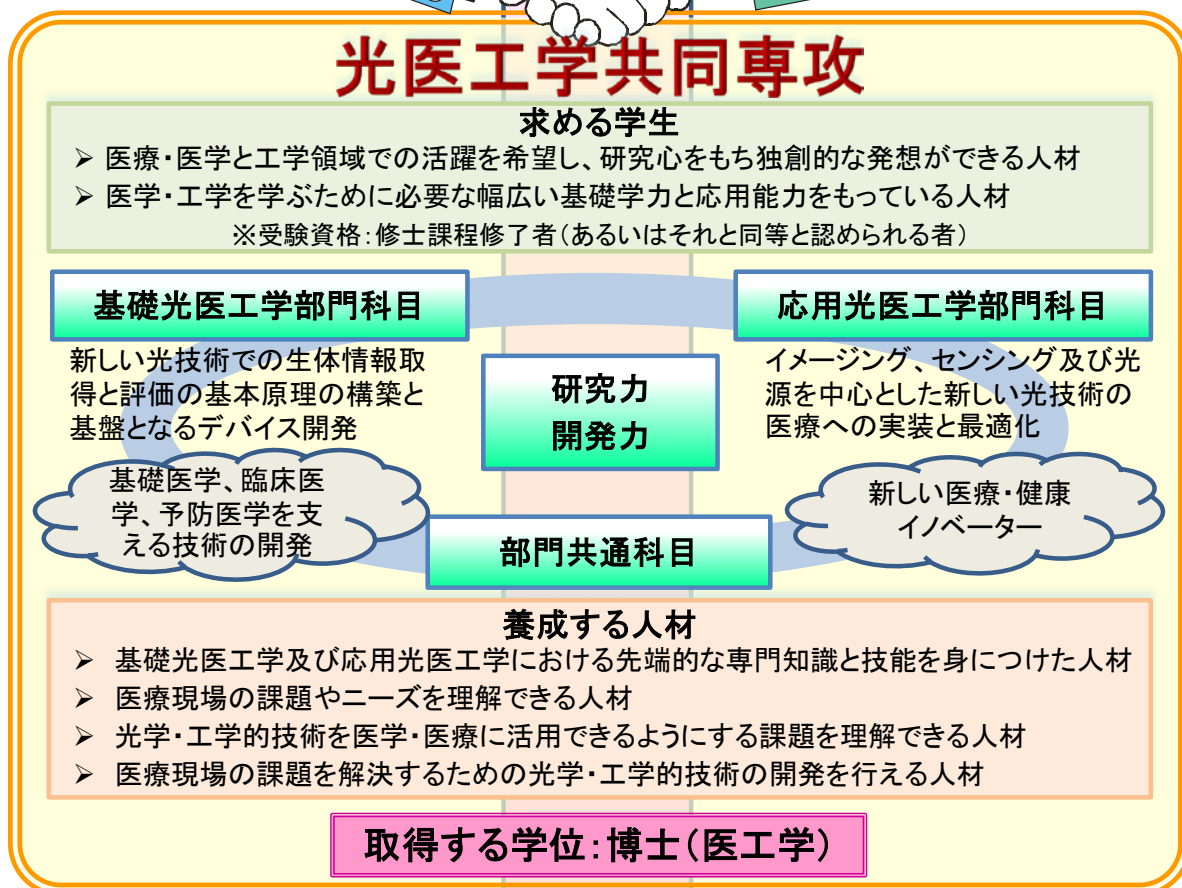 光医工学共同専攻
求める学生
➢ 医療・医学と工学領域での活躍を希望し、研究心をもち独創的な発想ができる人材
➢ 医学・工学を学ぶために必要な幅広い基礎学力と応用能力をもっている人材
※受験資格：修士課程修了者（あるいはそれと同等と認められる者）
基礎光医工学部門科目
新しい光技術での生体情報取
得と評価の基本原理の構築と
基盤となるデバイス開発
基礎医学、臨床医
学、予防医学を支
える技術の開発
研究力
開発力
応用光医工学部門科目
イメージング、センシング及び光
源を中心とした新しい光技術の
医療への実装と最適化
新しい医療・健康
イノベーター
部門共通科目
養成する人材
➢ 基礎光医工学及び応用光医工学における先端的な専門知識と技能を身につけた人材
➢ 医療現場の課題やニーズを理解できる人材
➢ 光学・工学的技術を医学・医療に活用できるようにする課題を理解できる人材
➢ 医療現場の課題を解決するための光学・工学的技術の開発を行える人材
取得する学位：博士（医工学）